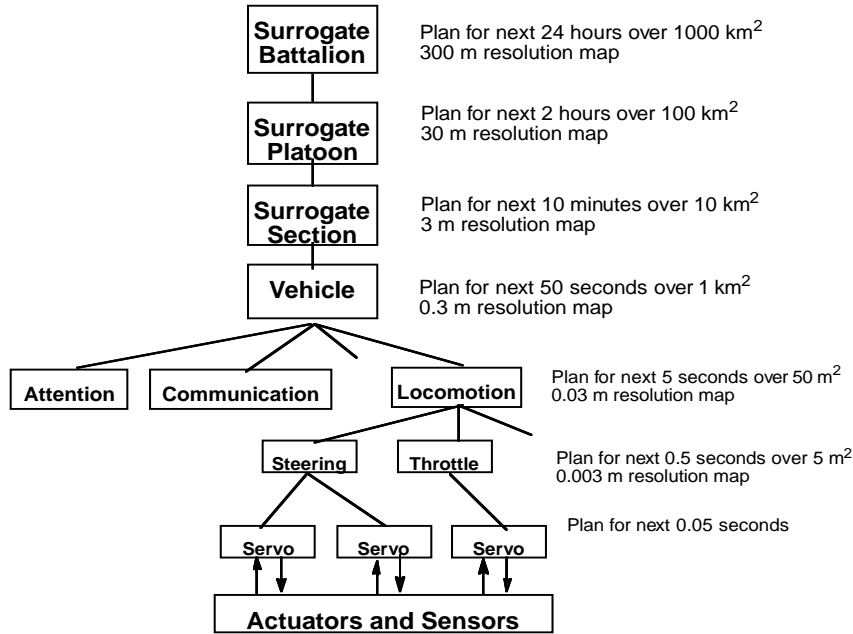 Surrogate
Battalion
Plan for next 24 hours over 1000 km²
300 m resolution map
Surrogate
Platoon
Plan for next 2 hours over 100 km²
30 m resolution map
Surrogate
Section
Plan for next 10 minutes over 10 km²
3 m resolution map
Vehicle
Plan for next 50 seconds over 1 km²
0.3 m resolution map
Attention
Communication
Locomotion
Plan for next 5 seconds over 50 m²
0.03 m resolution map
Steering
Throttle
Plan for next 0.5 seconds over 5 m²
0.003 m resolution map
Servo
Servo
Servo
Plan for next 0.05 seconds
Actuators and Sensors